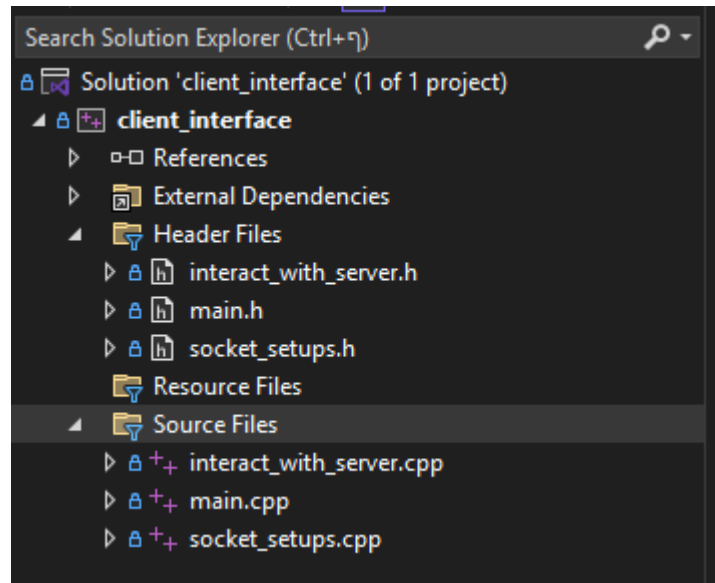 Search Solution Explorer (Ctrl+ך)
Solution 'client_interface' (1 of 1 project)
client_interface
References
External Dependencies
Header Files
interact_with_server.h
main.h
socket_setups.h
Resource Files
Source Files
interact_with_server.cpp
main.cpp
socket_setups.cpp